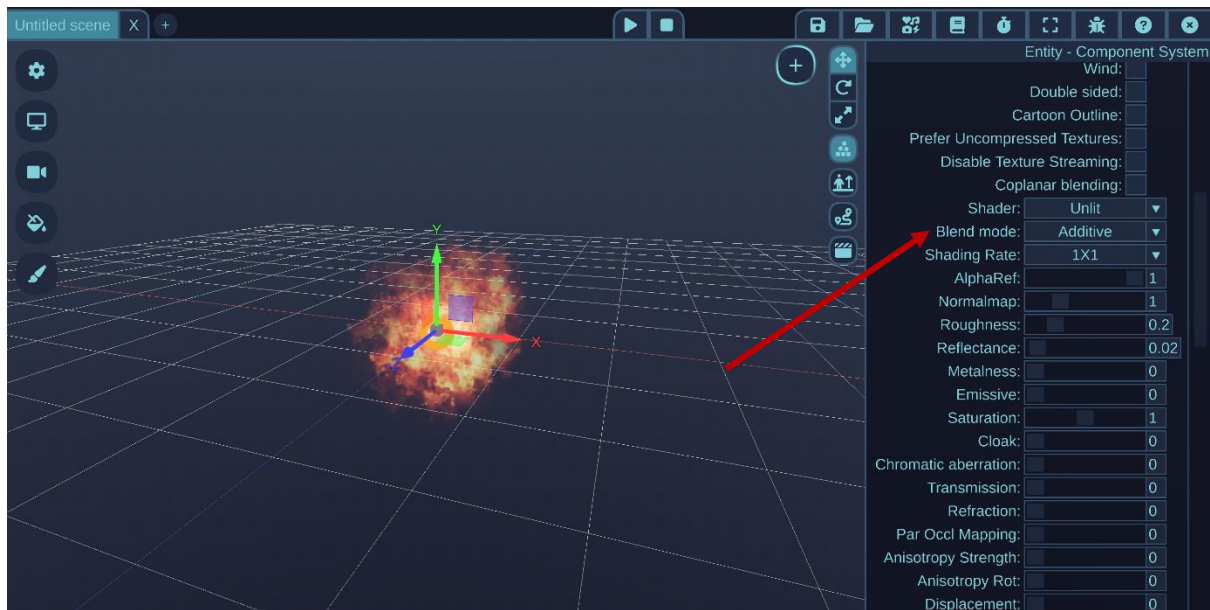 Untitled scene X +
Entity - Component System
Wind:
Double sided:
Cartoon Outline:
Prefer Uncompressed Textures:
Disable Texture Streaming:
Coplanar blending:
Shader: Unlit
Blend mode: Additive
Shading Rate: 1X1
AlphaRef: 1
Normalmap: 1
Roughness: 0.2
Reflectance: 0.02
Metalness: 0
Emissive: 0
Saturation: 1
Cloak: 0
Chromatic aberration: 0
Transmission: 0
Refraction: 0
Par Occl Mapping: 0
Anisotropy Strength: 0
Anisotropy Rot: 0
Displacement: 0
Y
X